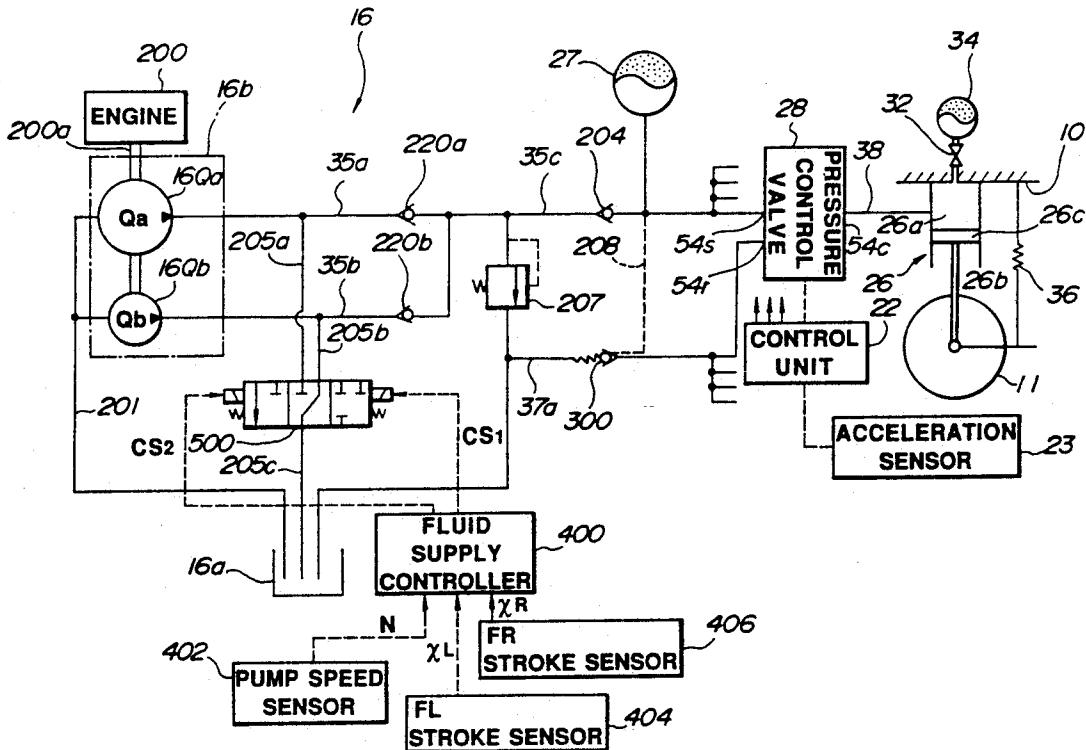 16
200
ENGINE
16b
200a
16Qa
Qa
35a
220a
35c
204
27
28
PRESSURE
CONTROL
VALVE
38
34
32
10
26a
26c
54s
54c
54r
26
26b
36
205a
220b
16Qb
Qb
35b
205b
208
207
22
CONTROL
UNIT
11
201
CS2
500
205c
CS1
37a
300
ACCELERATION
SENSOR
23
16a
FLUID
SUPPLY
CONTROLLER
400
N
χL
χR
402
PUMP SPEED
SENSOR
FR
STROKE SENSOR
406
FL
STROKE SENSOR
404